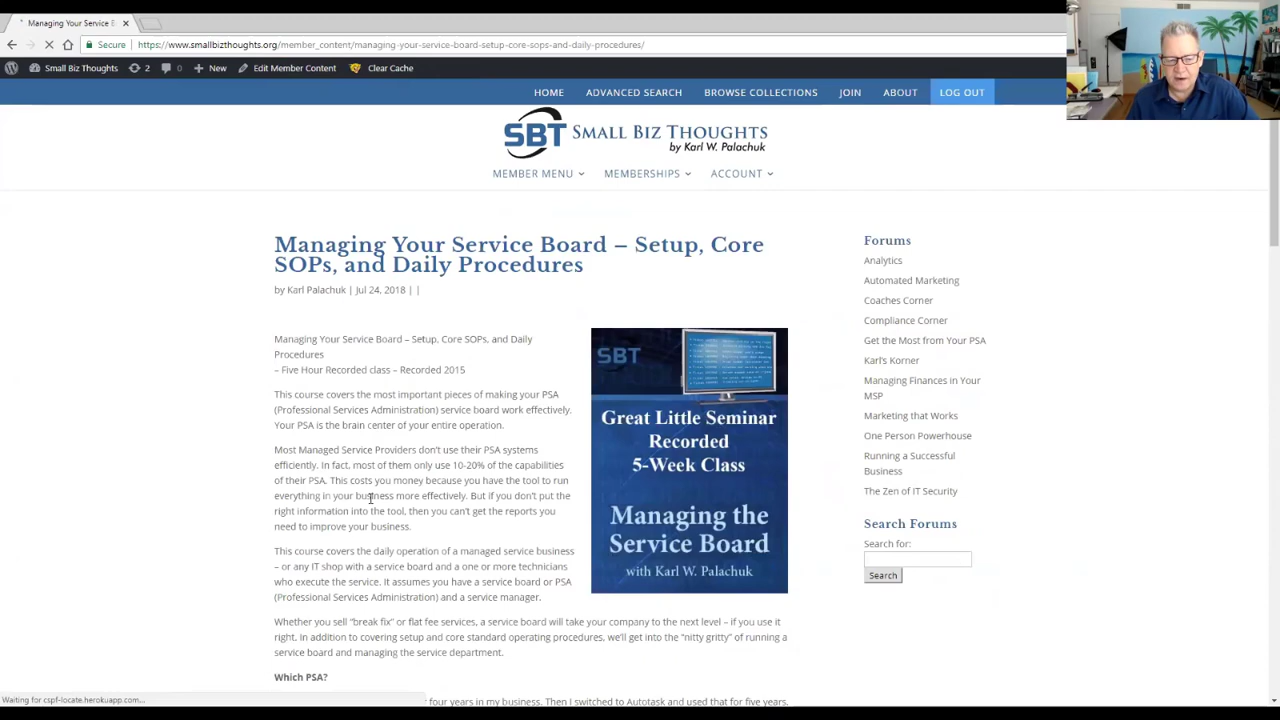 Managing Your Service B
Secure
https://www.smallbizthoughts.org/member_content/managing-your-service-board-setup-core-sops-and-daily-procedures/
Small Biz Thoughts 2 0 New Edit Member Content Clear Cache
HOME ADVANCED SEARCH BROWSE COLLECTIONS JOIN ABOUT LOG OUT
SBT SMALL BIZ THOUGHTS
by Karl W. Palachuk
MEMBER MENU MEMBERSHIPS ACCOUNT
Managing Your Service Board – Setup, Core
SOPs, and Daily Procedures
by Karl Palachuk | Jul 24, 2018 | |
Managing Your Service Board – Setup, Core SOPs, and Daily
Procedures
– Five Hour Recorded class – Recorded 2015
This course covers the most important pieces of making your PSA
(Professional Services Administration) service board work effectively.
Your PSA is the brain center of your entire operation.
Most Managed Service Providers don't use their PSA systems
efficiently. In fact, most of them only use 10-20% of the capabilities
of their PSA. This costs you money because you have the tool to run
everything in your business more effectively. But if you don't put the
right information into the tool, then you can't get the reports you
need to improve your business.
This course covers the daily operation of a managed service business
– or any IT shop with a service board and a one or more technicians
who execute the service. It assumes you have a service board or PSA
(Professional Services Administration) and a service manager.
Whether you sell "break fix" or flat fee services, a service board will take your company to the next level – if you use it
right. In addition to covering setup and core standard operating procedures, we'll get into the "nitty gritty" of running a
service board and managing the service department.
Which PSA?
four years in my business. Then I switched to Autotask and used that for five years.
SBT
Great Little Seminar
Recorded
5-Week Class
Managing the
Service Board
with Karl W. Palachuk
Forums
Analytics
Automated Marketing
Coaches Corner
Compliance Corner
Get the Most from Your PSA
Karl's Korner
Managing Finances in Your
MSP
Marketing that Works
One Person Powerhouse
Running a Successful
Business
The Zen of IT Security
Search Forums
Search for:
Search
Waiting for cspf-locate.herokuapp.com...